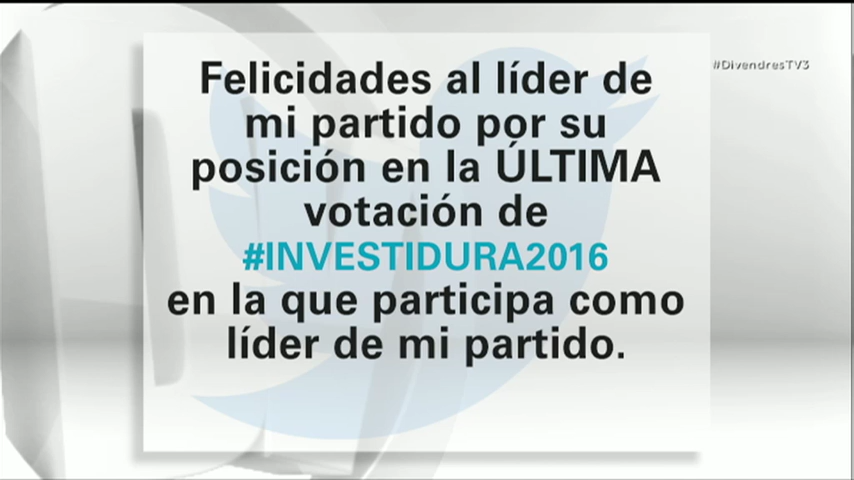 #DivendresTV3
Felicidades al líder de
mi partido por su
posición en la ÚLTIMA
votación de
#INVESTIDURA2016
en la que participa como
líder de mi partido.